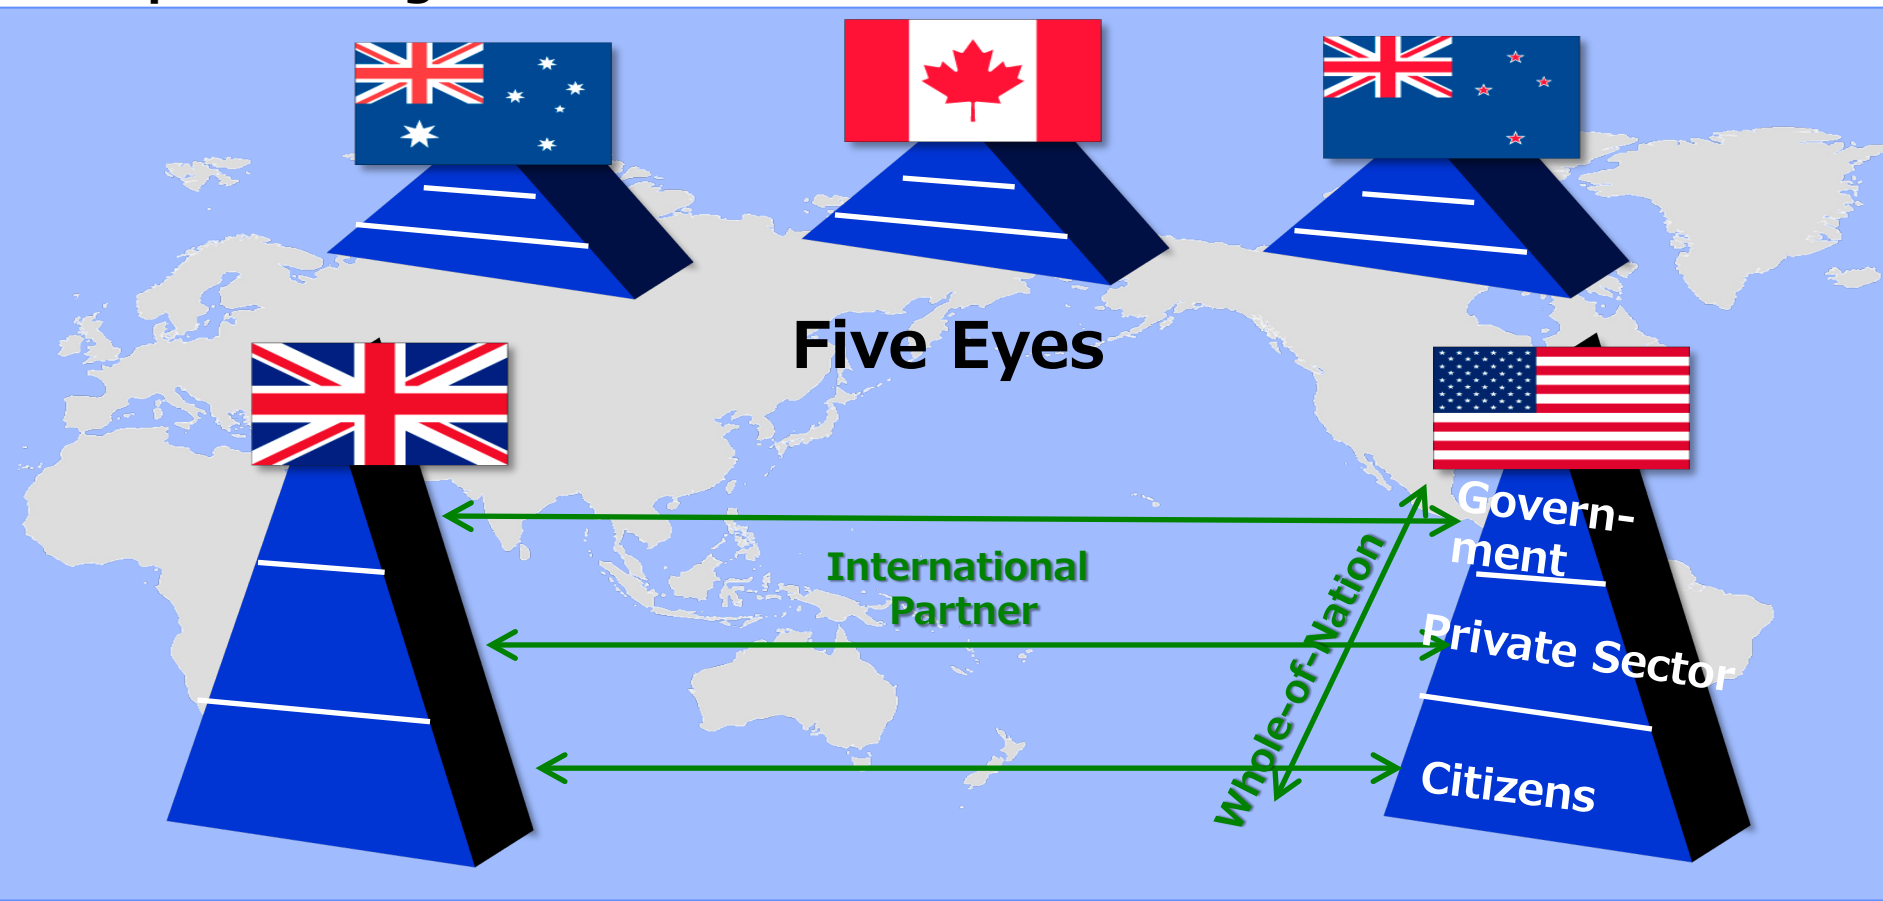 Five Eyes
Govern-
ment
International
Partner
Whole-of-Nation
Private Sector
Citizens